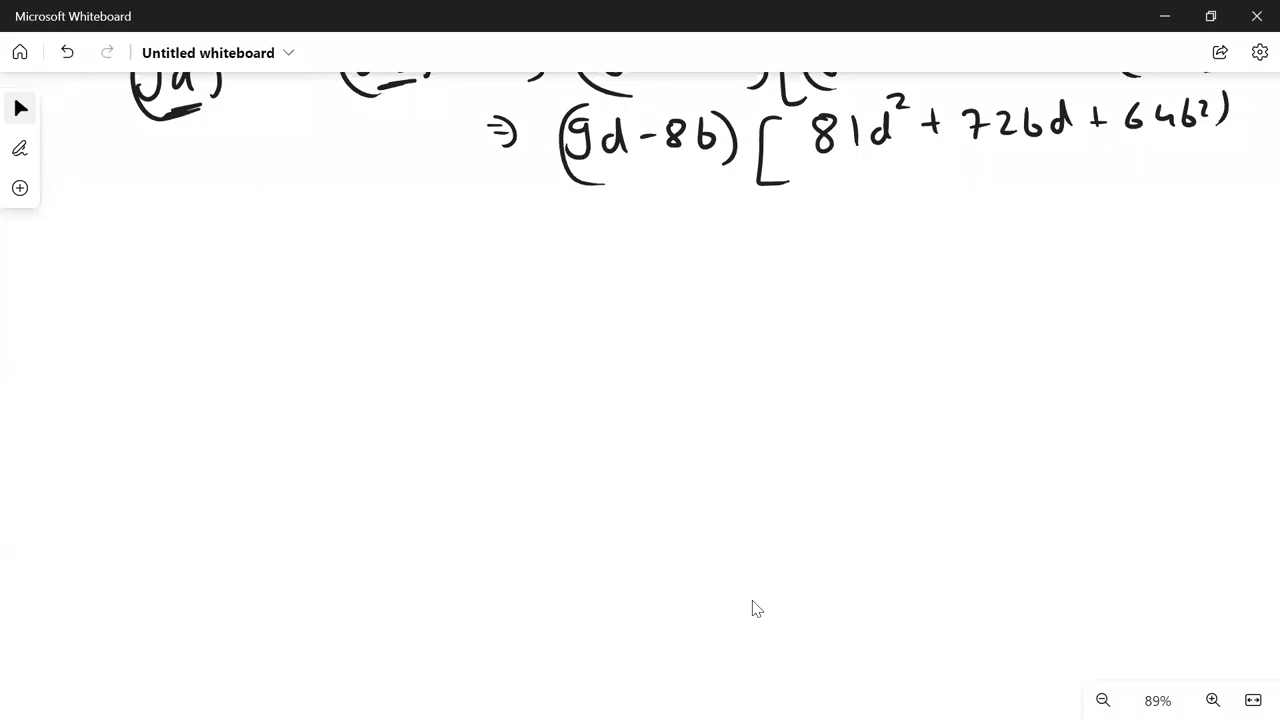 Microsoft Whiteboard
Untitled whiteboard
⇒ (9d - 8b) [ 81d² + 72bd + 64b²)
89%